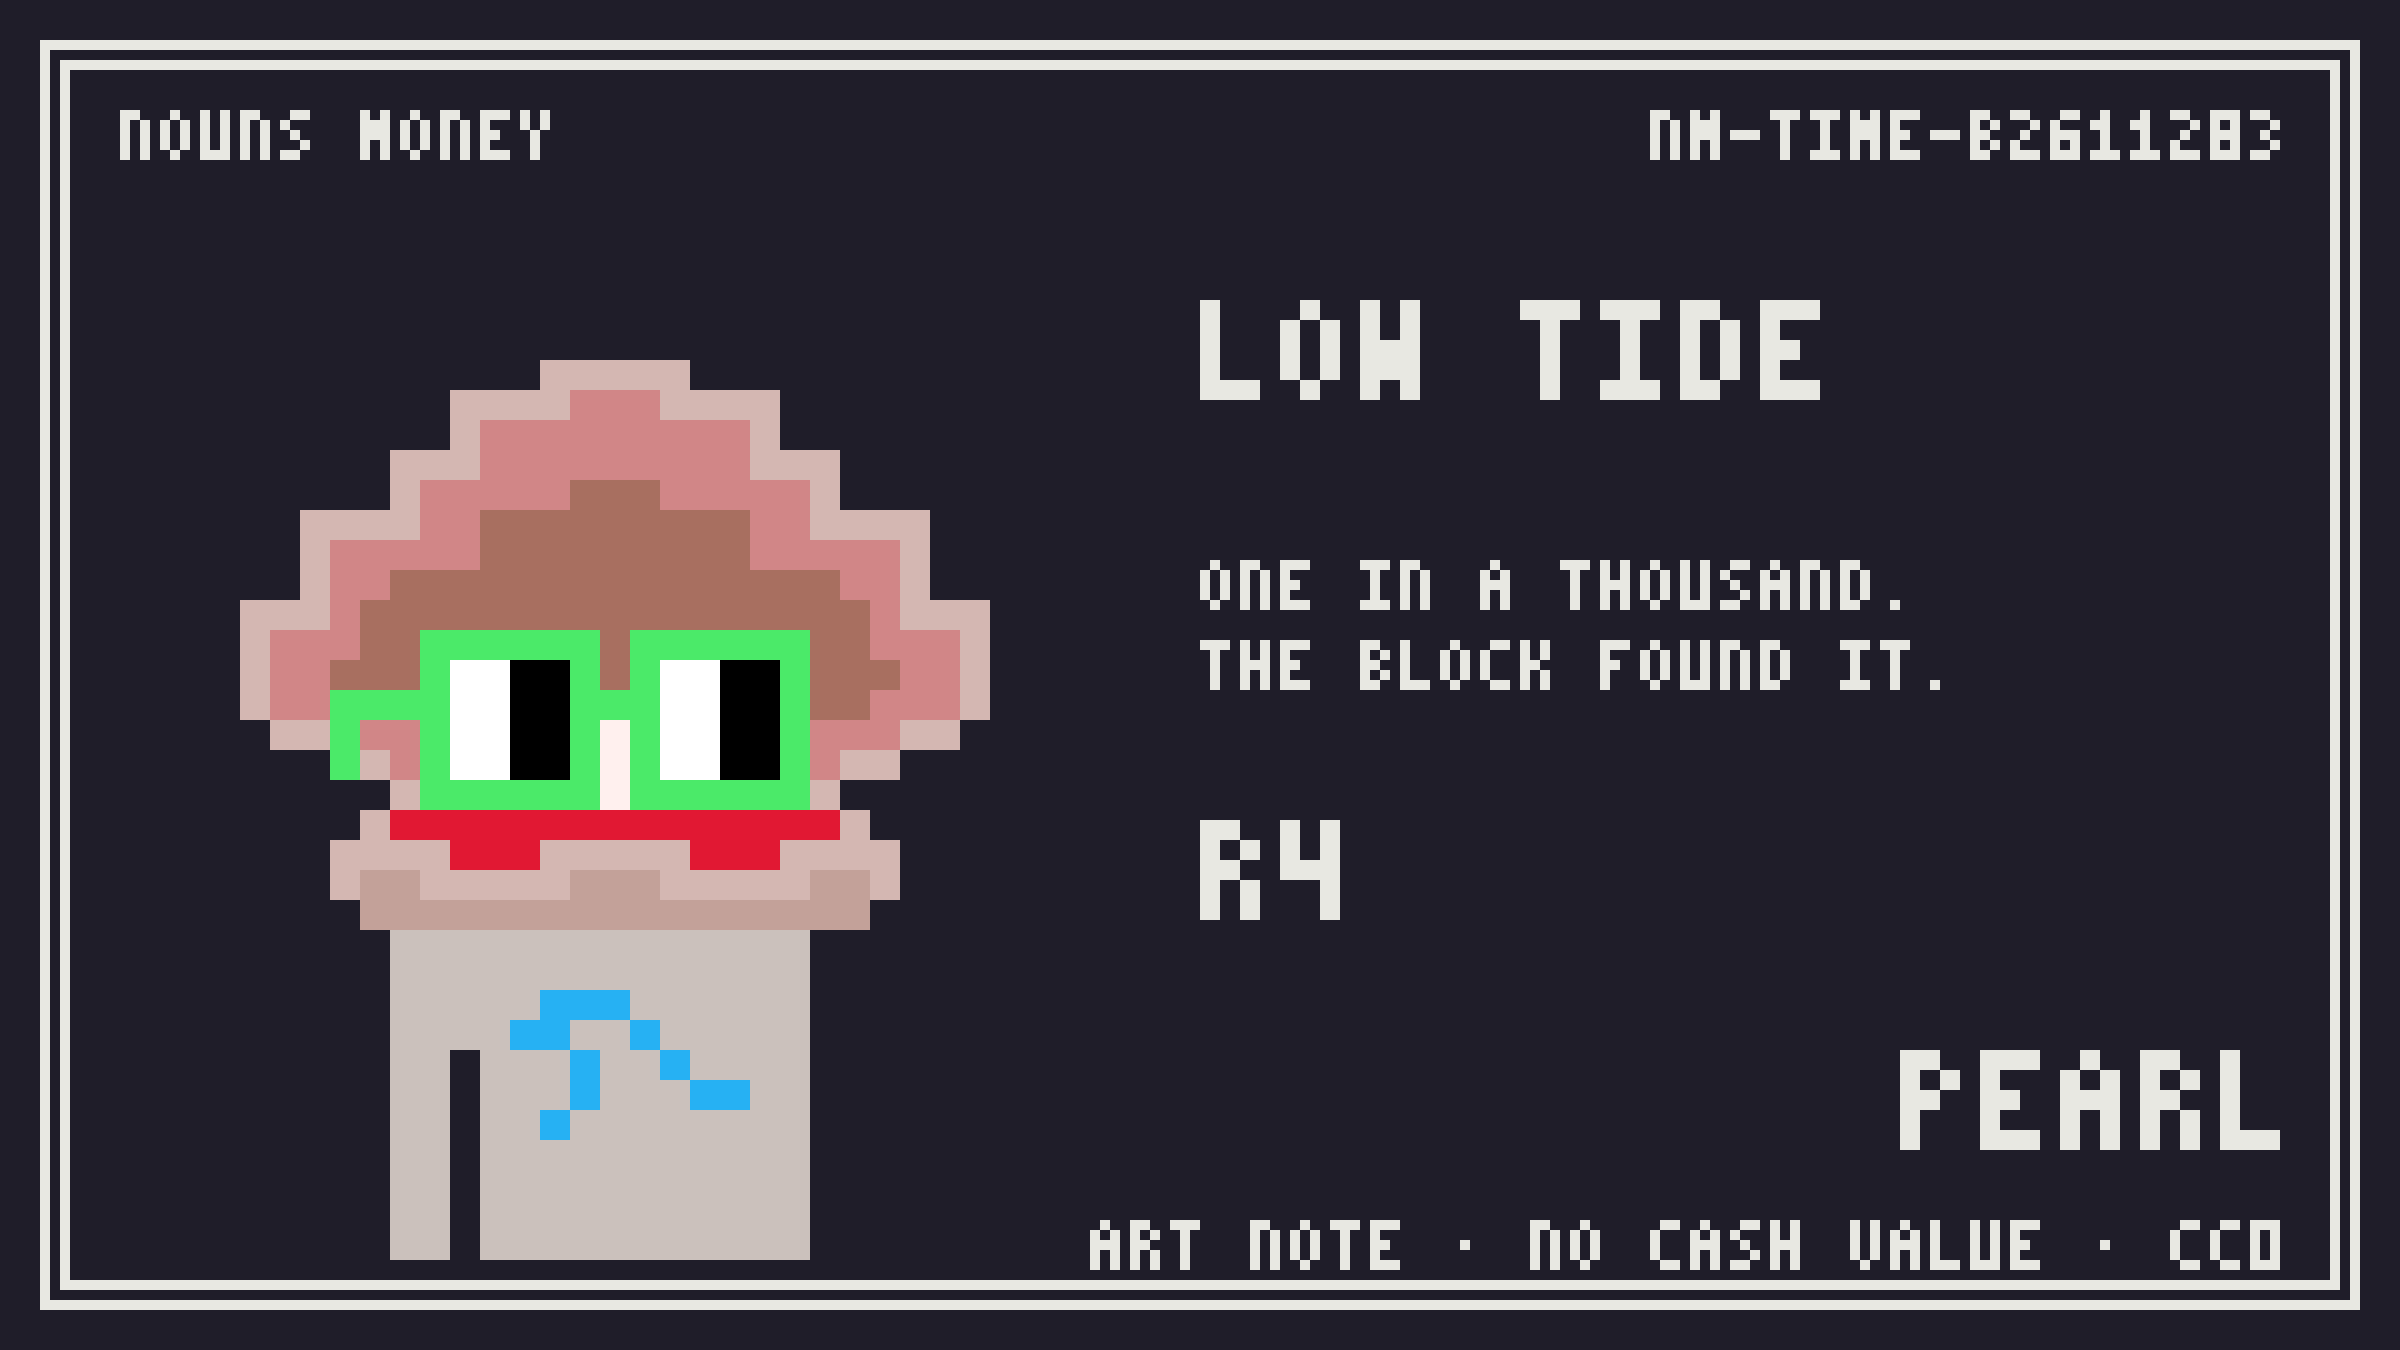 NOUNS MONEY
NM-TIME-B2611283
LOW TIDE
ONE IN A THOUSAND.
THE BLOCK FOUND IT.
R4
PEARL
ART NOTE · NO CASH VALUE · CC0